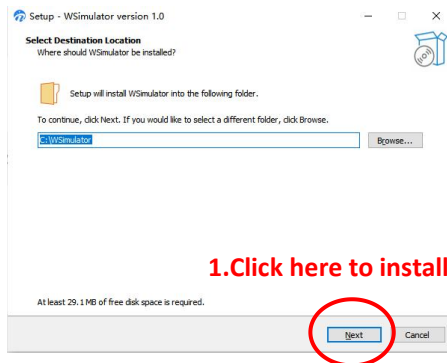 Setup - WSimulator version 1.0
Select Destination Location
Where should WSimulator be installed?
Setup will install WSimulator into the following folder.
To continue, click Next. If you would like to select a different folder, click Browse.
C:\WSimulator
Browse...
1.Click here to install
At least 29.1 MB of free disk space is required.
Next
Cancel